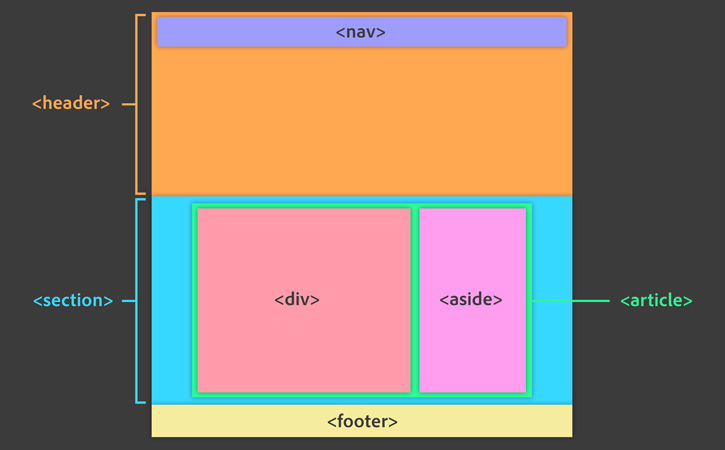 <nav>
<header>
<section>
<div>
<aside>
<article>
<footer>